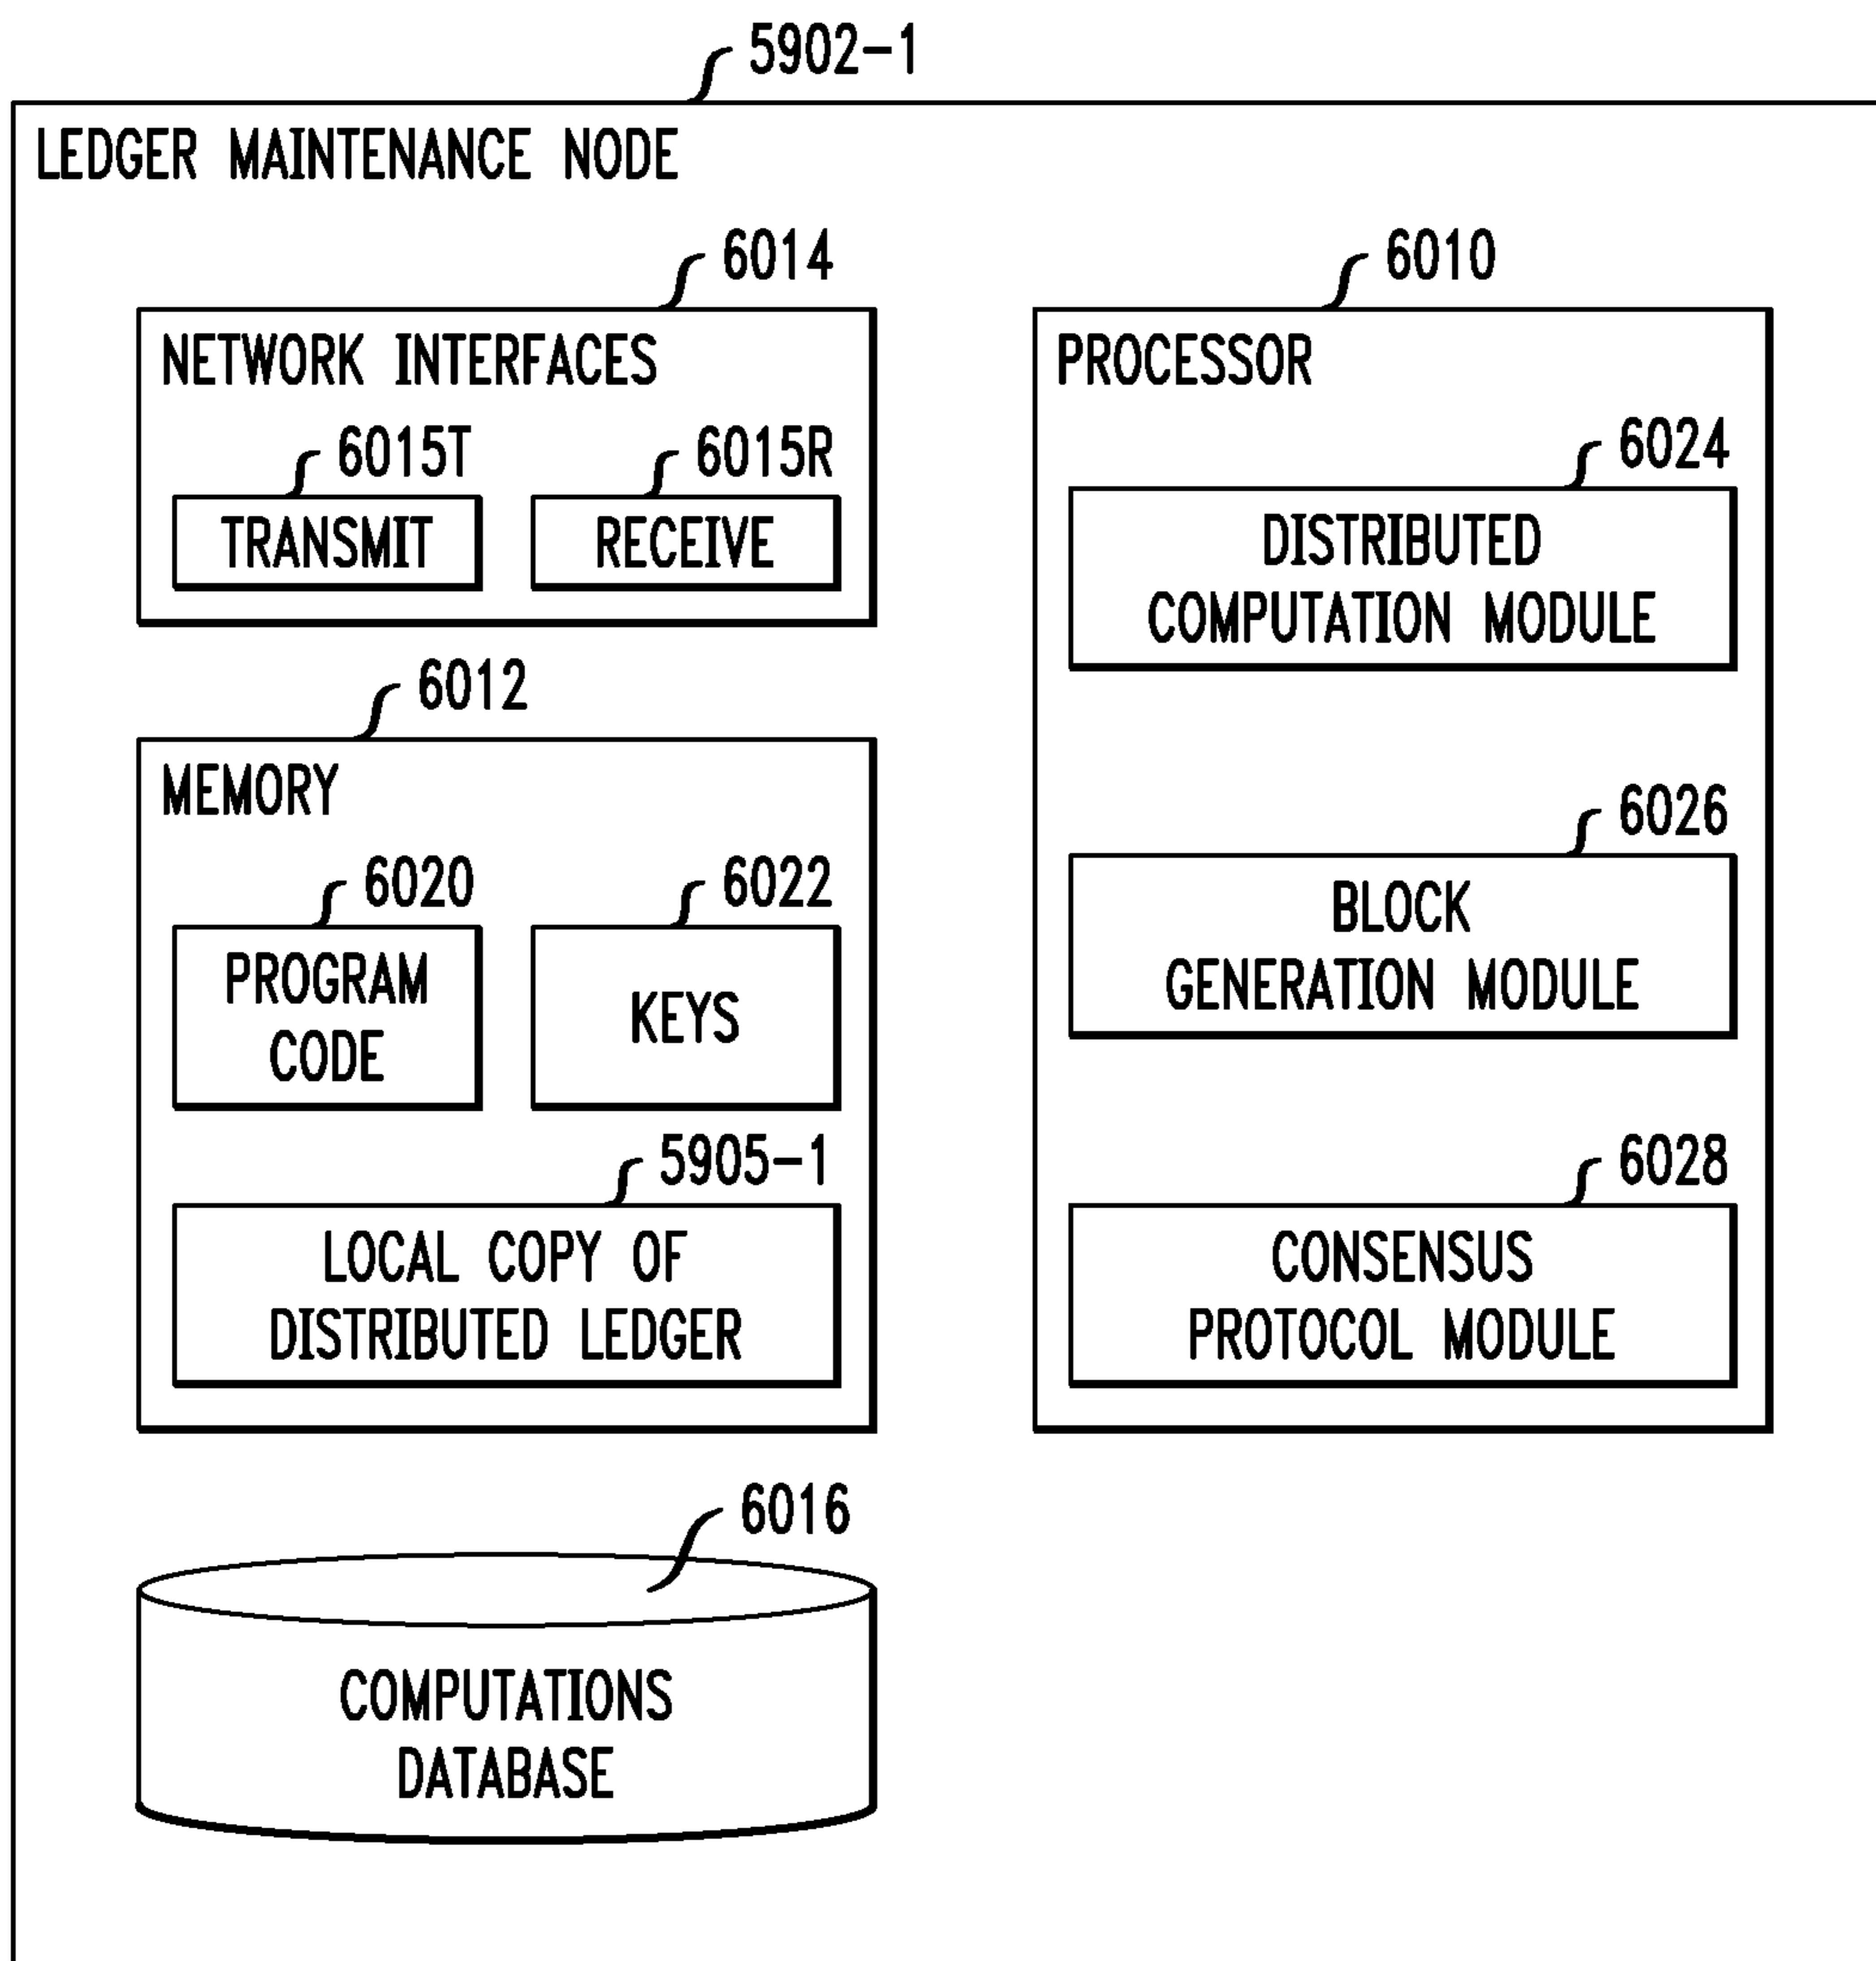 5902-1
LEDGER MAINTENANCE NODE
6014
NETWORK INTERFACES
6015T
6015R
TRANSMIT
RECEIVE
6012
MEMORY
6020
6022
PROGRAM
CODE
KEYS
5905-1
LOCAL COPY OF
DISTRIBUTED LEDGER
6016
COMPUTATIONS
DATABASE
6010
PROCESSOR
6024
DISTRIBUTED
COMPUTATION MODULE
6026
BLOCK
GENERATION MODULE
6028
CONSENSUS
PROTOCOL MODULE